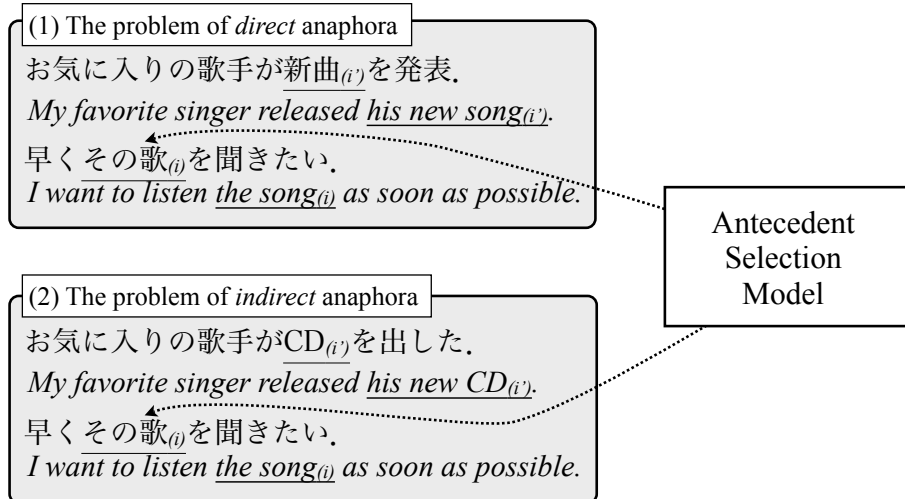 (1) The problem of direct anaphora
お気に入りの歌手が新曲(i')を発表.
My favorite singer released his new song(i').
早くその歌(i)を聞きたい.
I want to listen the song(i) as soon as possible.
Antecedent
Selection
Model
(2) The problem of indirect anaphora
お気に入りの歌手がCD(i')を出した.
My favorite singer released his new CD(i').
早くその歌(i)を聞きたい.
I want to listen the song(i) as soon as possible.